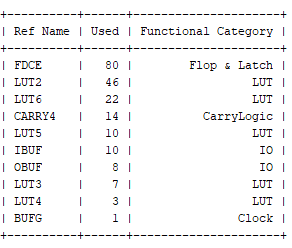 +----------+------+---------------------+
| Ref Name | Used | Functional Category |
+----------+------+---------------------+
| FDCE     |   80 |        Flop & Latch |
| LUT2     |   46 |                 LUT |
| LUT6     |   22 |                 LUT |
| CARRY4   |   14 |          CarryLogic |
| LUT5     |   10 |                 LUT |
| IBUF     |   10 |                  IO |
| OBUF     |    8 |                  IO |
| LUT3     |    7 |                 LUT |
| LUT4     |    3 |                 LUT |
| BUFG     |    1 |               Clock |
+----------+------+---------------------+